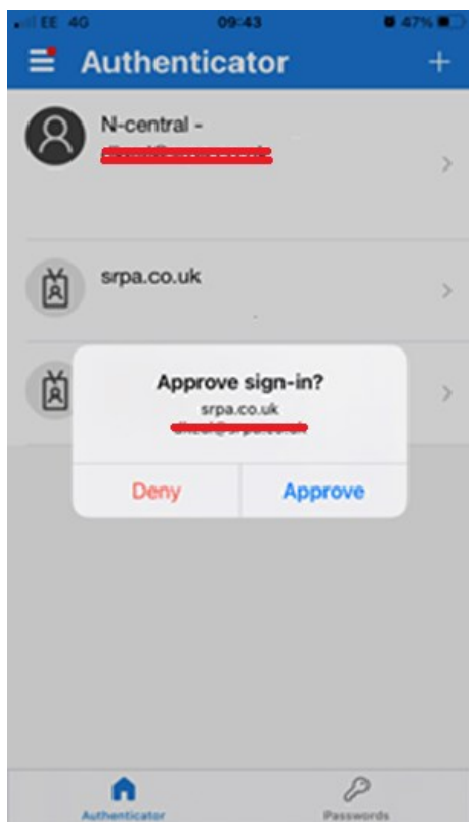 EE 4G 09:43 47%
Authenticator +
N-central -
srpa.co.uk
Approve sign-in?
srpa.co.uk
Deny Approve
Authenticator Passwords